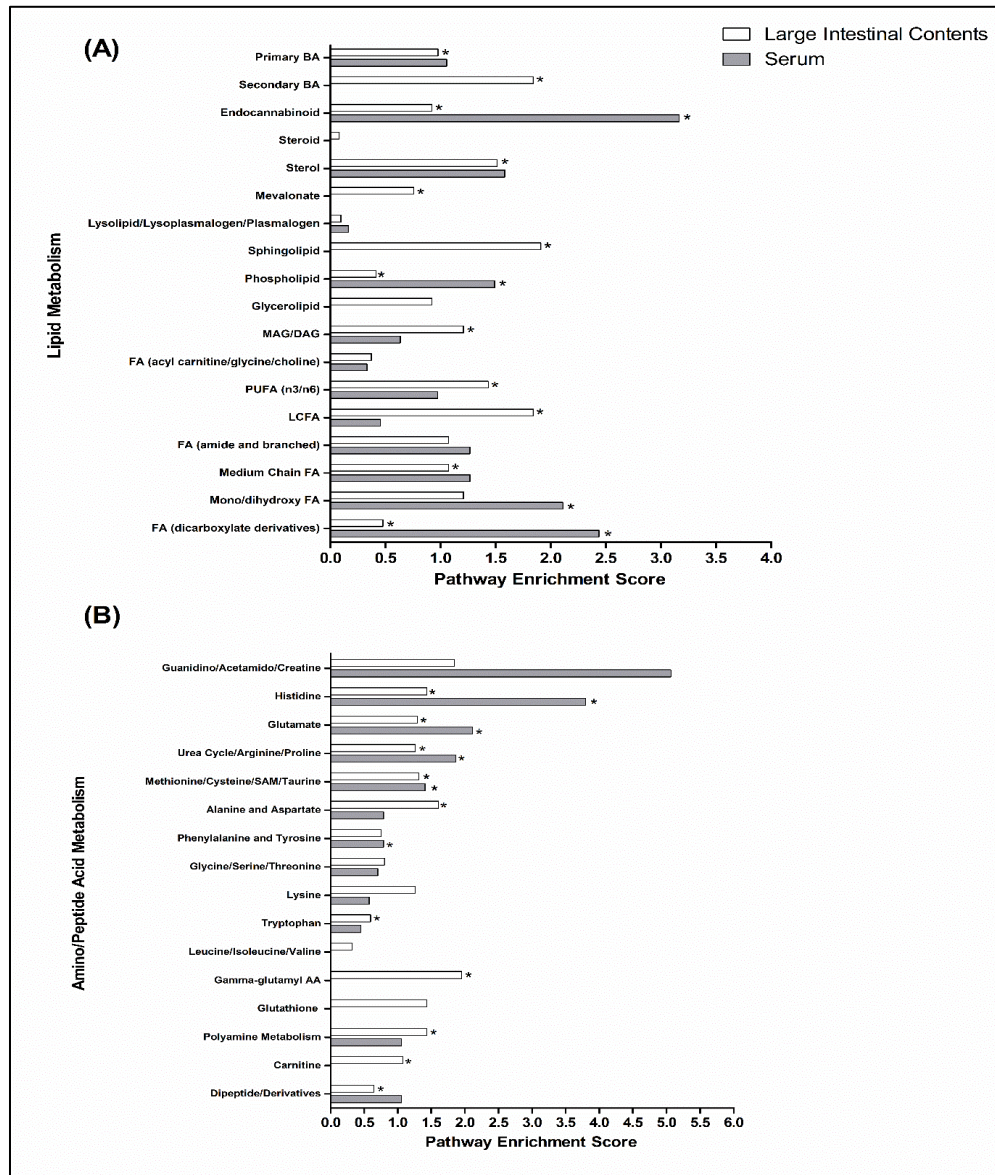 (A)
Large Intestinal Contents
Serum
Lipid Metabolism
Primary BA
*
Secondary BA
*
Endocannabinoid
*
*
Steroid
Sterol
*
Mevalonate
*
Lysolipid/Lysoplasmalogen/Plasmalogen
Sphingolipid
*
Phospholipid
*
*
Glycerolipid
MAG/DAG
*
FA (acyl carnitine/glycine/choline)
PUFA (n3/n6)
*
LCFA
*
FA (amide and branched)
Medium Chain FA
*
Mono/dihydroxy FA
*
FA (dicarboxylate derivatives)
*
*
0.0 0.5 1.0 1.5 2.0 2.5 3.0 3.5 4.0
Pathway Enrichment Score
(B)
Amino/Peptide Acid Metabolism
Guanidino/Acetamido/Creatine
Histidine
*
*
Glutamate
*
*
Urea Cycle/Arginine/Proline
*
*
Methionine/Cysteine/SAM/Taurine
*
*
Alanine and Aspartate
*
Phenylalanine and Tyrosine
*
Glycine/Serine/Threonine
Lysine
Tryptophan
*
Leucine/Isoleucine/Valine
Gamma-glutamyl AA
*
Glutathione
Polyamine Metabolism
*
Carnitine
*
Dipeptide/Derivatives
*
0.0 0.5 1.0 1.5 2.0 2.5 3.0 3.5 4.0 4.5 5.0 5.5 6.0
Pathway Enrichment Score